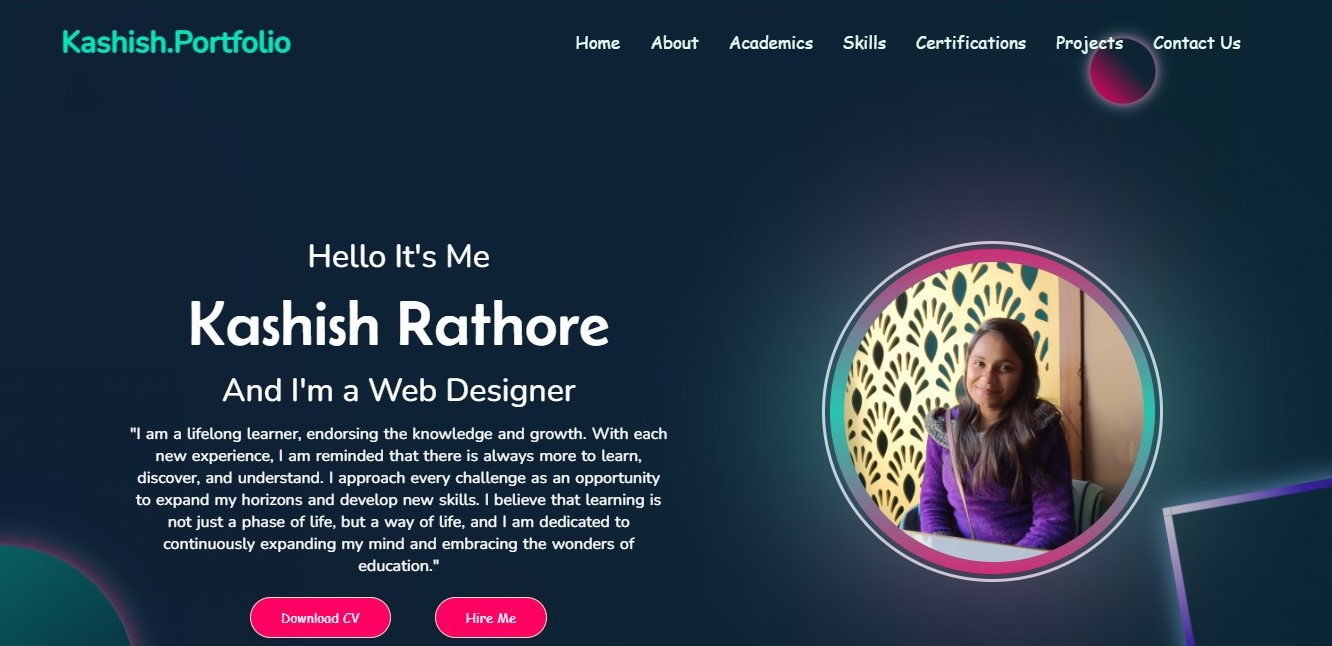 Kashish.Portfolio
Home About Academics Skills Certifications Projects Contact Us
Hello It's Me
Kashish Rathore
And I'm a Web Designer
"I am a lifelong learner, endorsing the knowledge and growth. With each
new experience, I am reminded that there is always more to learn,
discover, and understand. I approach every challenge as an opportunity
to expand my horizons and develop new skills. I believe that learning is
not just a phase of life, but a way of life, and I am dedicated to
continuously expanding my mind and embracing the wonders of
education."
Download CV Hire Me